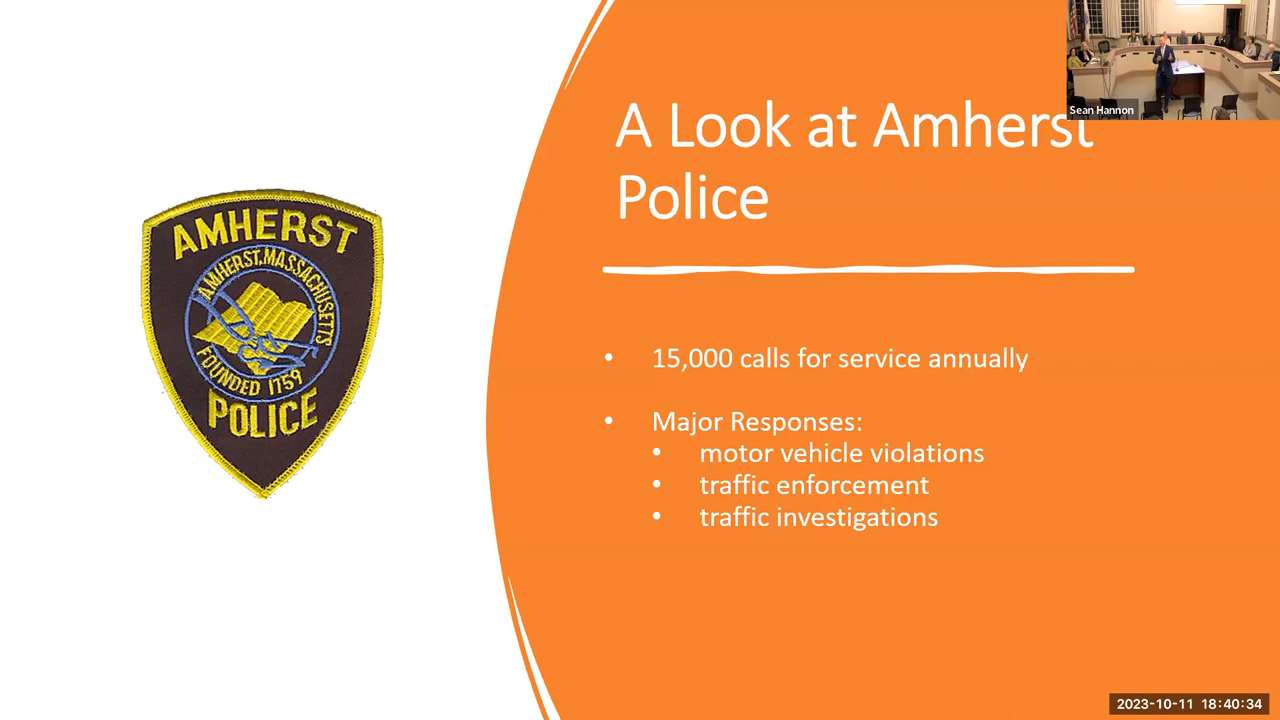 Sean Hannon
A Look at Amherst
Police
AMHERST
AMHERST, MASSACHUSETTS
FOUNDED 1759
POLICE
• 15,000 calls for service annually
• Major Responses:
• motor vehicle violations
• traffic enforcement
• traffic investigations
2023-10-11 18:40:34